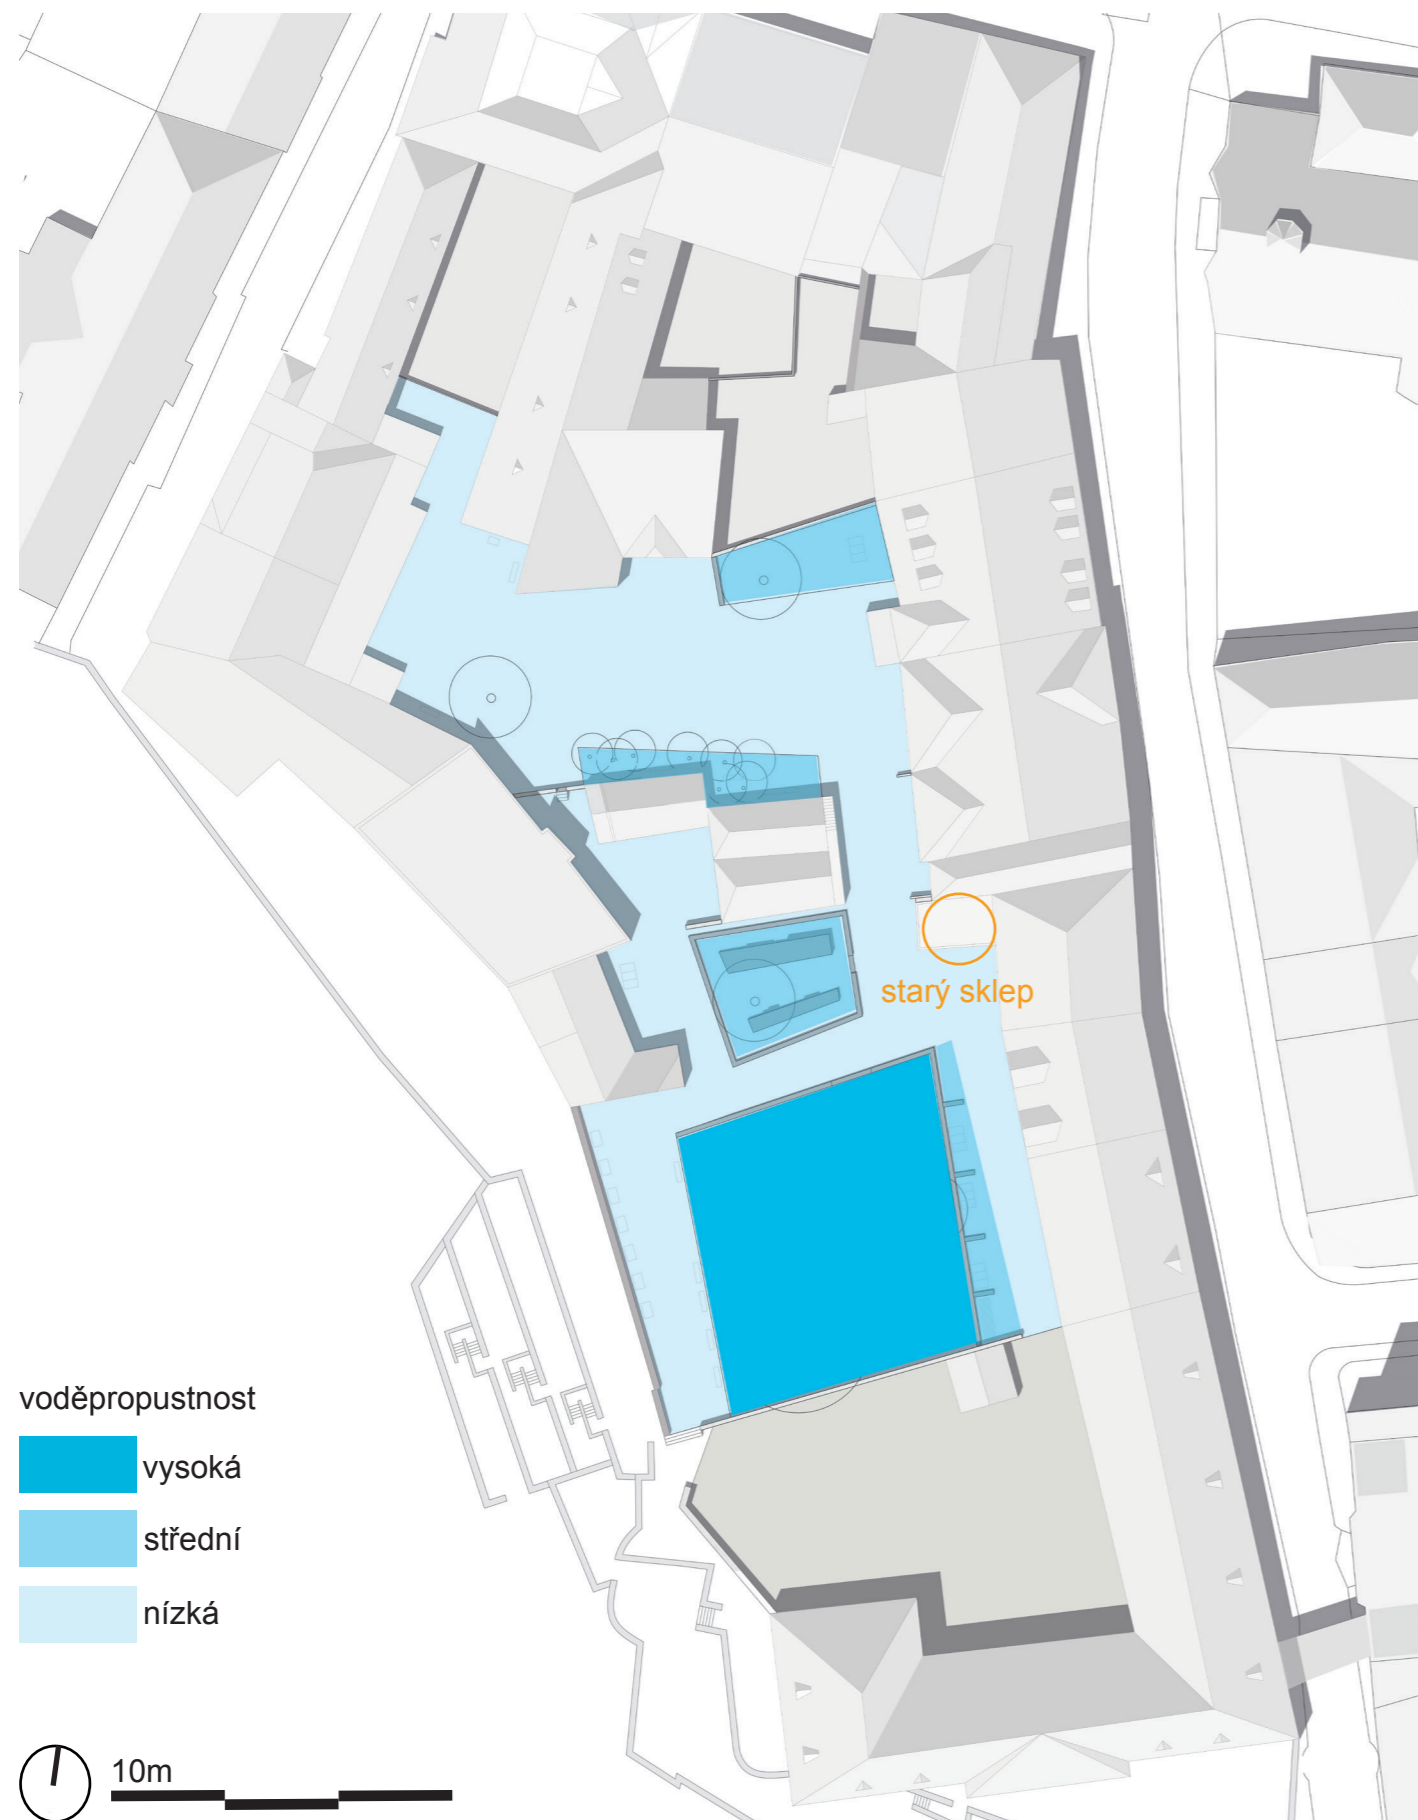 starý sklep
voděpropustnost
vysoká
střední
nízká
10m